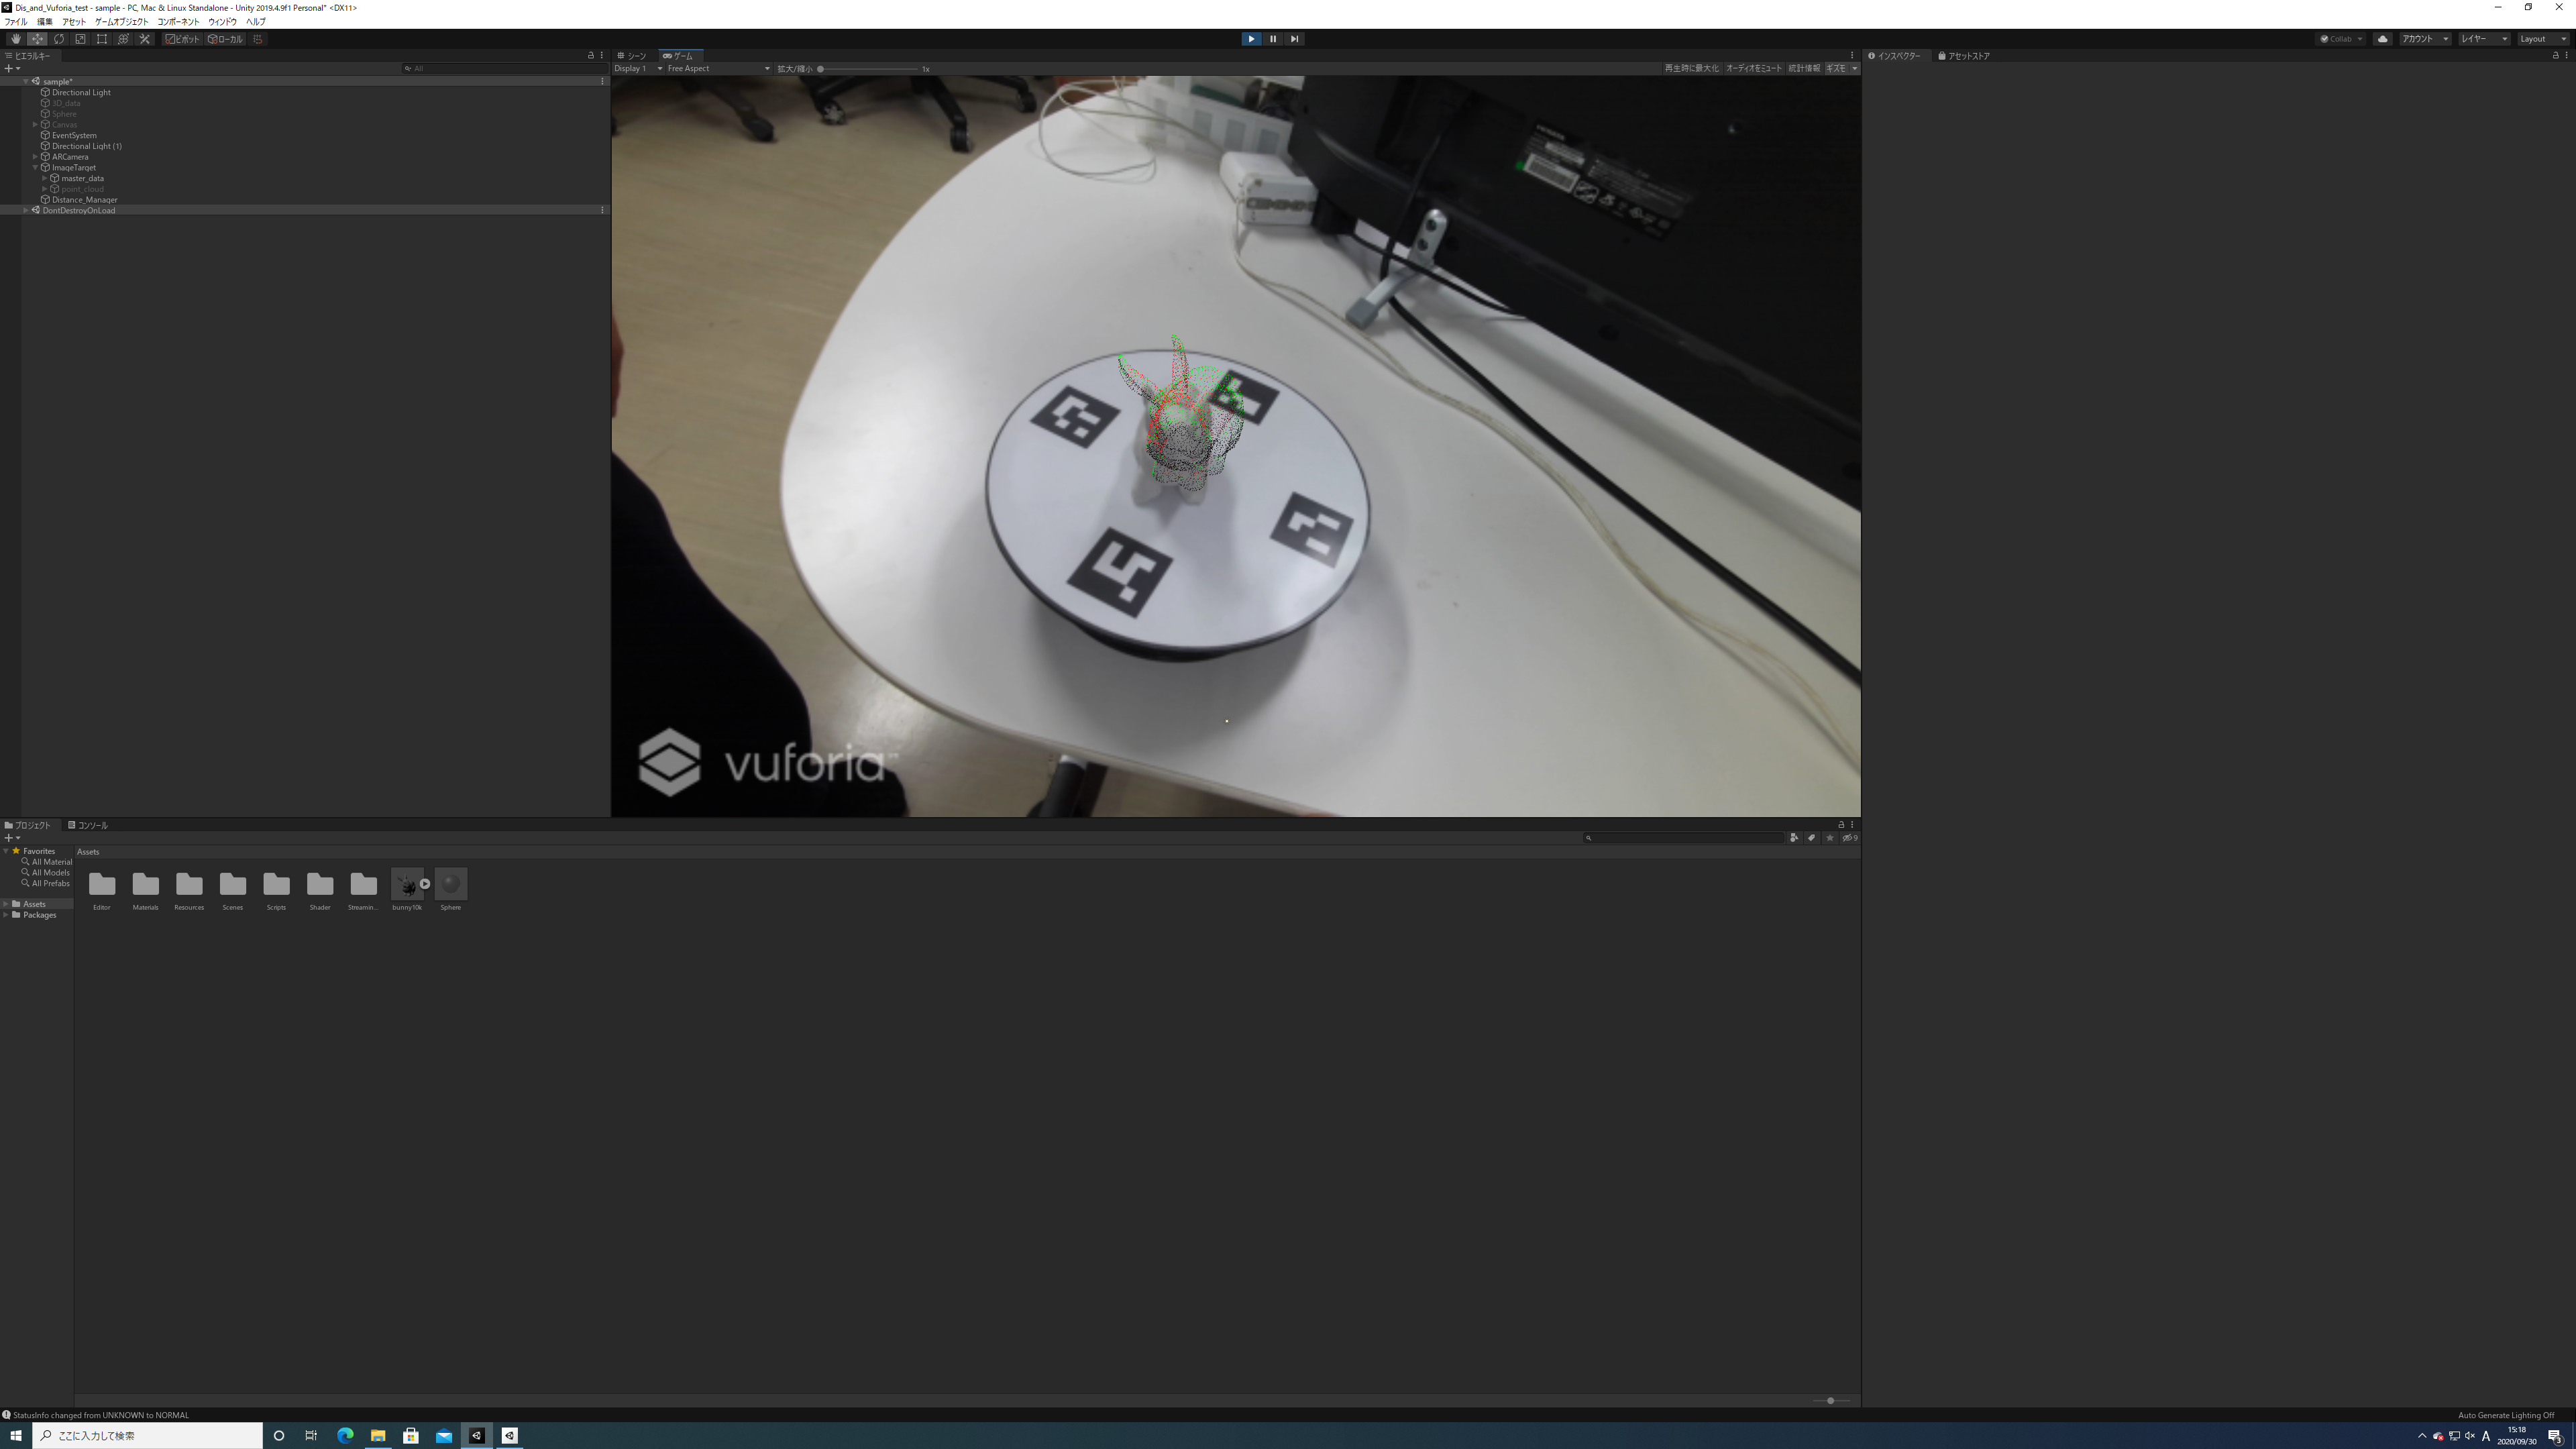 Dis_and_Vuforia_test - sample - PC, Mac & Linux Standalone - Unity 2019.4.9f1 Personal* <DX11>
ファイル 編集 アセット ゲームオブジェクト コンポーネント ウィンドウ ヘルプ
ピボット ローカル
Collab アカウント レイヤー Layout
ヒエラルキー
All
sample*
Directional Light
3D_data
Sphere
Canvas
EventSystem
Directional Light (1)
ARCamera
ImageTarget
master_data
point_cloud
Distance_Manager
DontDestroyOnLoad
シーン ゲーム
Display 1 Free Aspect 拡大/縮小 1x 再生時に最大化 オーディオをミュート 統計情報 ギズモ
vuforia™
インスペクター アセットストア
プロジェクト コンソール
9
Favorites
All Material
All Models
All Prefabs
Assets
Packages
Assets
Editor Materials Resources Scenes Scripts Shader Streamin... bunny10k Sphere
StatusInfo changed from UNKNOWN to NORMAL
Auto Generate Lighting Off
ここに入力して検索
A
15:18
2020/09/30
3